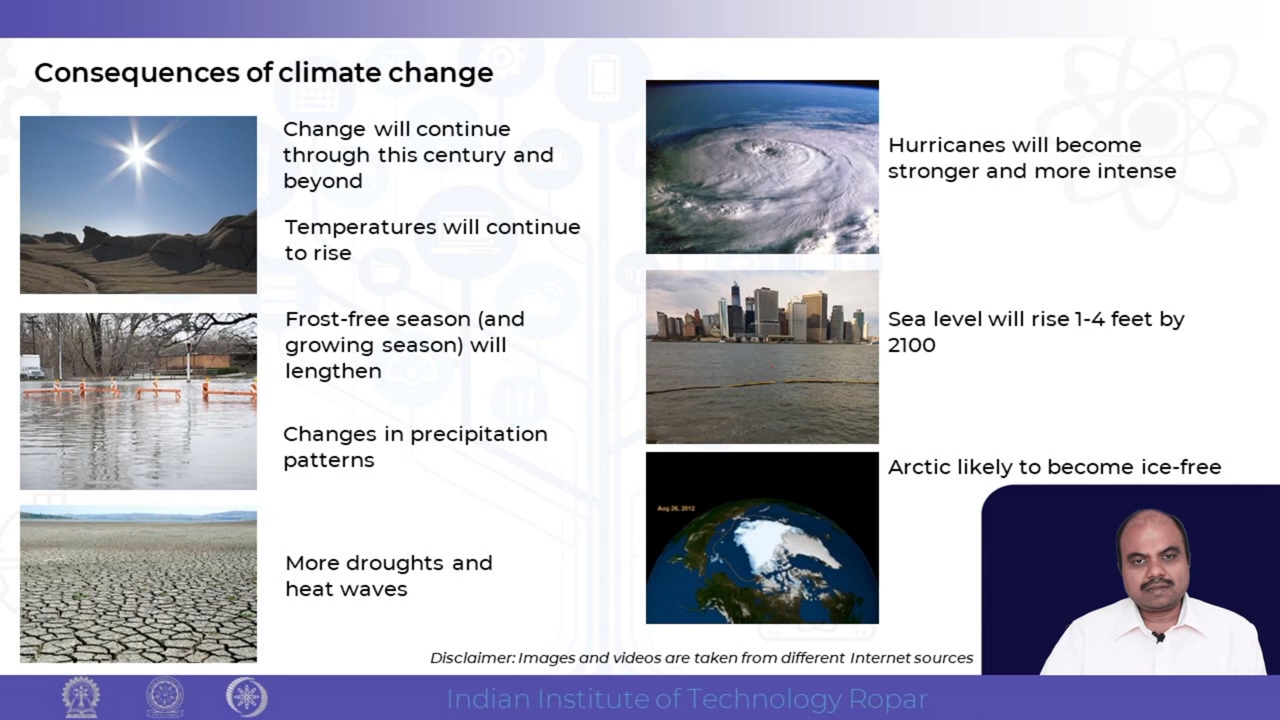 Consequences of climate change
Change will continue
through this century and
beyond
Temperatures will continue
to rise
Frost-free season (and
growing season) will
lengthen
Changes in precipitation
patterns
More droughts and
heat waves
Hurricanes will become
stronger and more intense
Sea level will rise 1-4 feet by
2100
Arctic likely to become ice-free
Aug 26, 2012
Disclaimer: Images and videos are taken from different Internet sources
Indian Institute of Technology Ropar